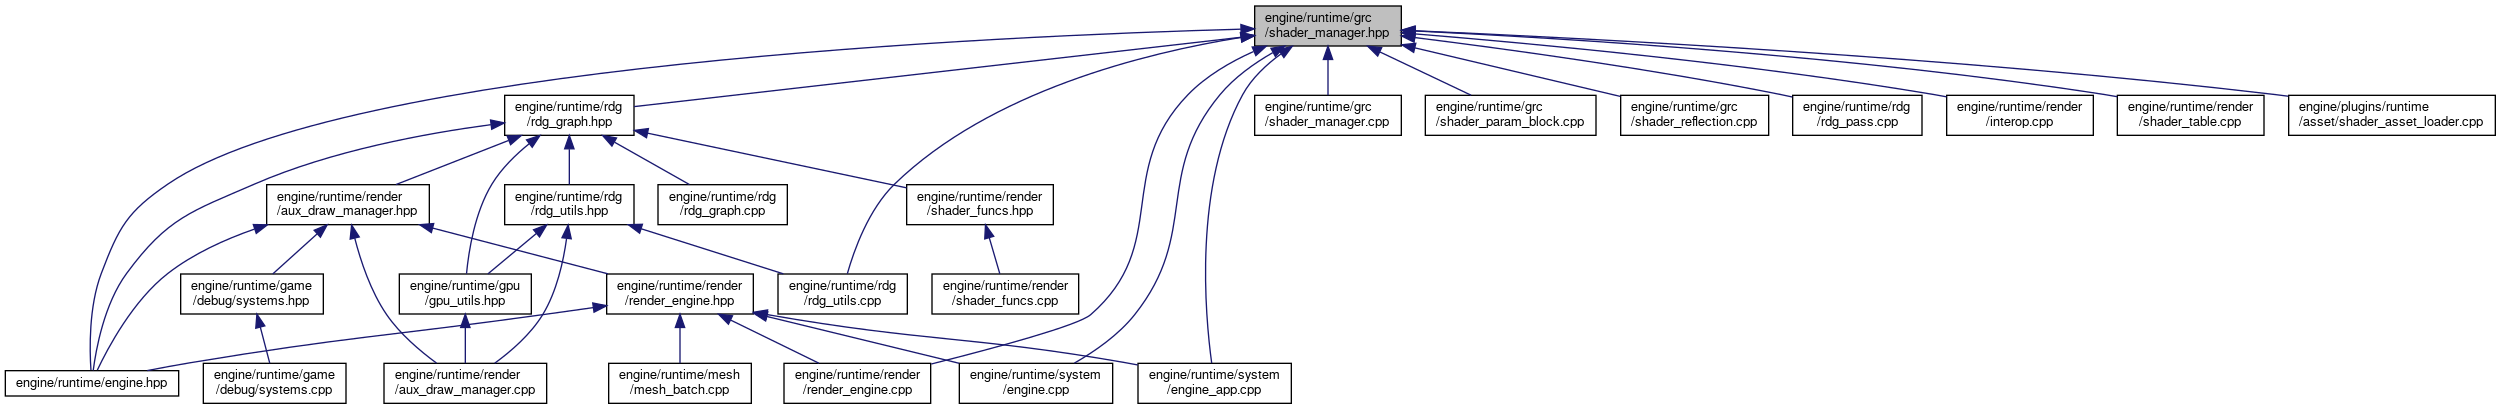 engine/runtime/grc
/shader_manager.hpp
engine/runtime/rdg
/rdg_graph.hpp
engine/runtime/grc
/shader_manager.cpp
engine/runtime/grc
/shader_param_block.cpp
engine/runtime/grc
/shader_reflection.cpp
engine/runtime/rdg
/rdg_pass.cpp
engine/runtime/render
/interop.cpp
engine/runtime/render
/shader_table.cpp
engine/plugins/runtime
/asset/shader_asset_loader.cpp
engine/runtime/render
/aux_draw_manager.hpp
engine/runtime/rdg
/rdg_utils.hpp
engine/runtime/rdg
/rdg_graph.cpp
engine/runtime/render
/shader_funcs.hpp
engine/runtime/game
/debug/systems.hpp
engine/runtime/gpu
/gpu_utils.hpp
engine/runtime/render
/render_engine.hpp
engine/runtime/rdg
/rdg_utils.cpp
engine/runtime/render
/shader_funcs.cpp
engine/runtime/engine.hpp
engine/runtime/game
/debug/systems.cpp
engine/runtime/render
/aux_draw_manager.cpp
engine/runtime/mesh
/mesh_batch.cpp
engine/runtime/render
/render_engine.cpp
engine/runtime/system
/engine.cpp
engine/runtime/system
/engine_app.cpp